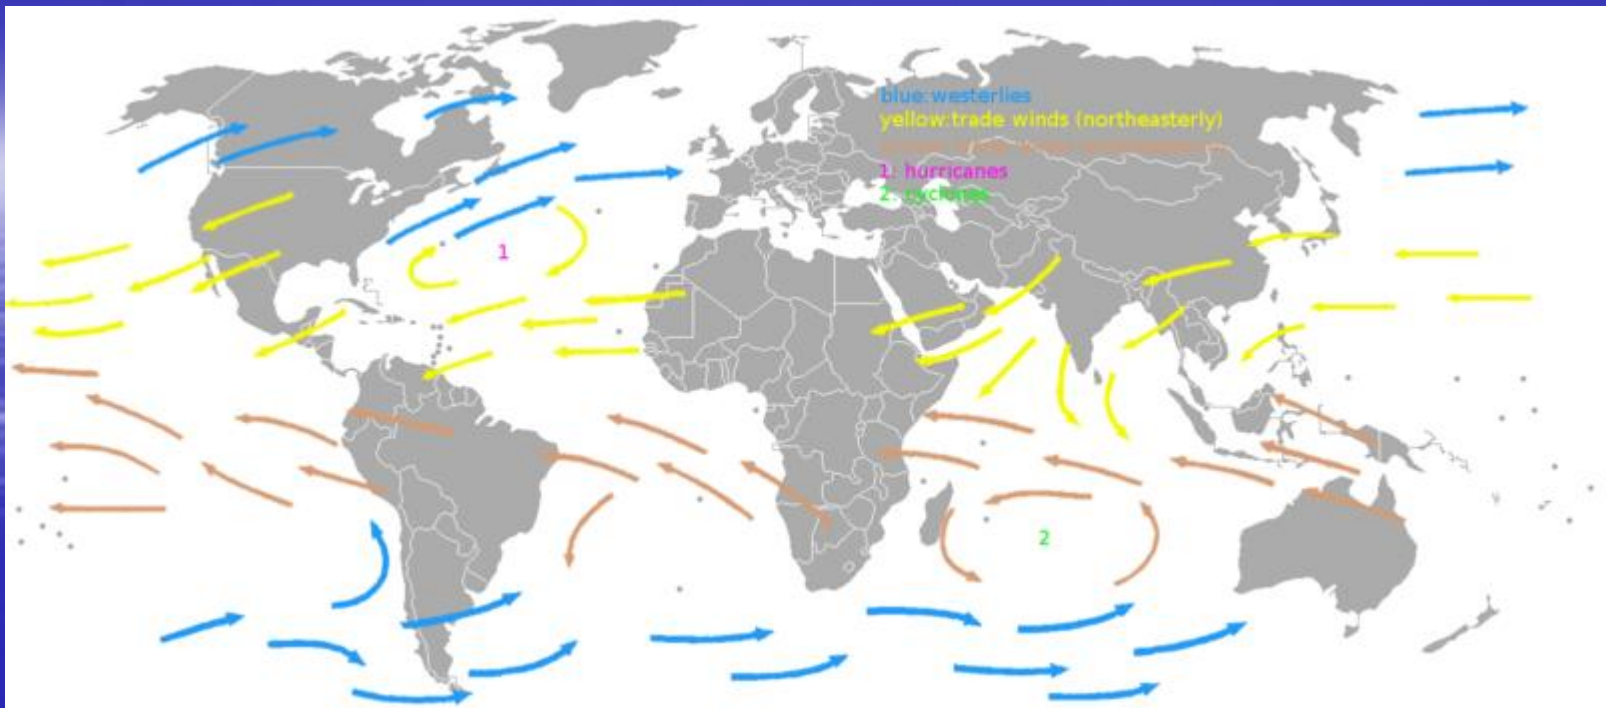 blue:westerlies
yellow:trade winds (northeasterly)
1: hurricanes
2: cyclones
1
2